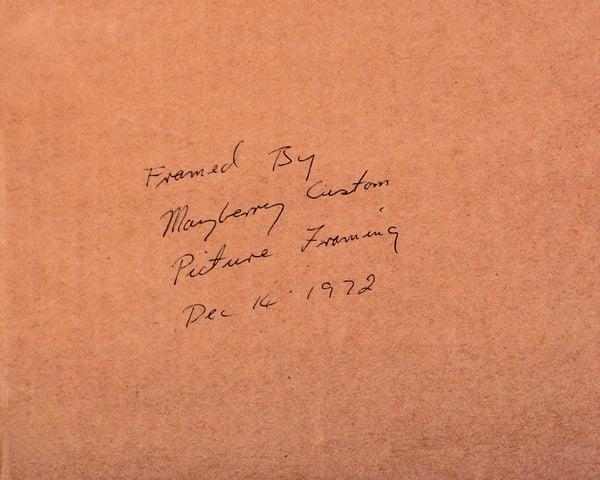 Framed By
Mayberry Custom
Picture Framing
Dec 14 1972